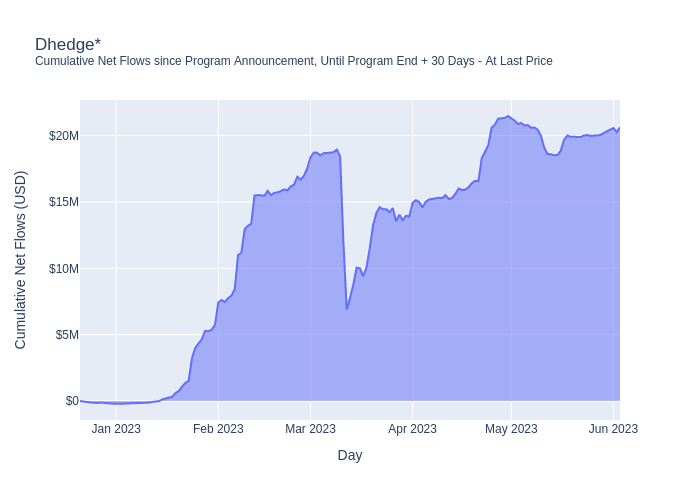 Dhedge*
Cumulative Net Flows since Program Announcement, Until Program End + 30 Days - At Last Price
Cumulative Net Flows (USD)
$20M
$15M
$10M
$5M
$0
Jan 2023
Feb 2023
Mar 2023
Apr 2023
May 2023
Jun 2023
Day